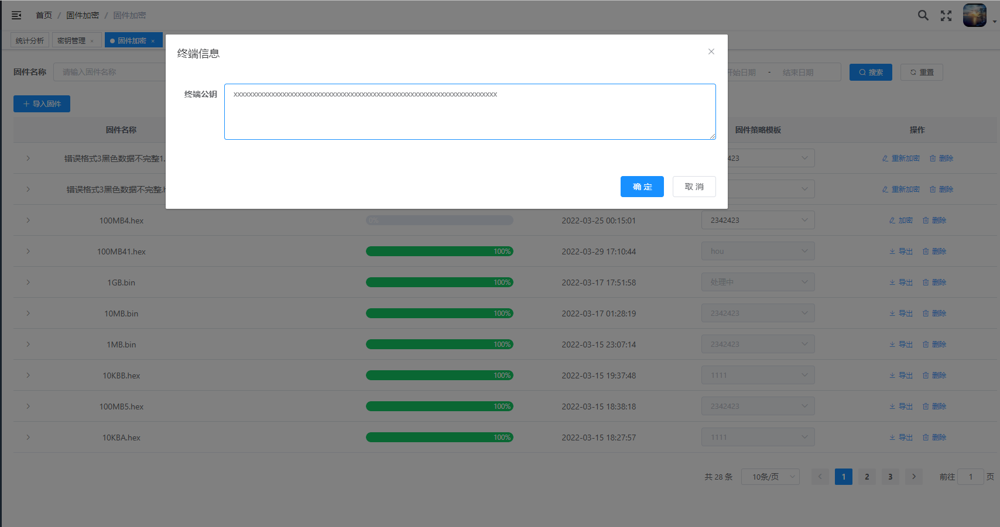 首页 / 固件加密 / 固件加密
统计分析 密钥管理 × 固件加密 ×
终端信息
固件名称 请输入固件名称 开始日期 - 结束日期 搜索 重置
终端公钥
导入固件
固件名称 固件策略模板 操作
错误格式3黑色数据不完整1. 423 重新加密 删除
错误格式3黑色数据不完整.h 重新加密 删除
确 定 取 消
100MB4.hex 0% 2022-03-25 00:15:01 2342423 加密 删除
100MB41.hex 100% 2022-03-29 17:10:44 hou 导出 删除
1GB.bin 100% 2022-03-17 17:51:58 处理中 导出 删除
10MB.bin 100% 2022-03-17 01:28:19 2342423 导出 删除
1MB.bin 100% 2022-03-15 23:07:14 2342423 导出 删除
10KBB.hex 100% 2022-03-15 19:37:48 1111 导出 删除
100MB5.hex 100% 2022-03-15 18:38:18 2342423 导出 删除
10KBA.hex 100% 2022-03-15 18:27:57 1111 导出 删除
共 28 条 10条/页 1 2 3 前往 1 页